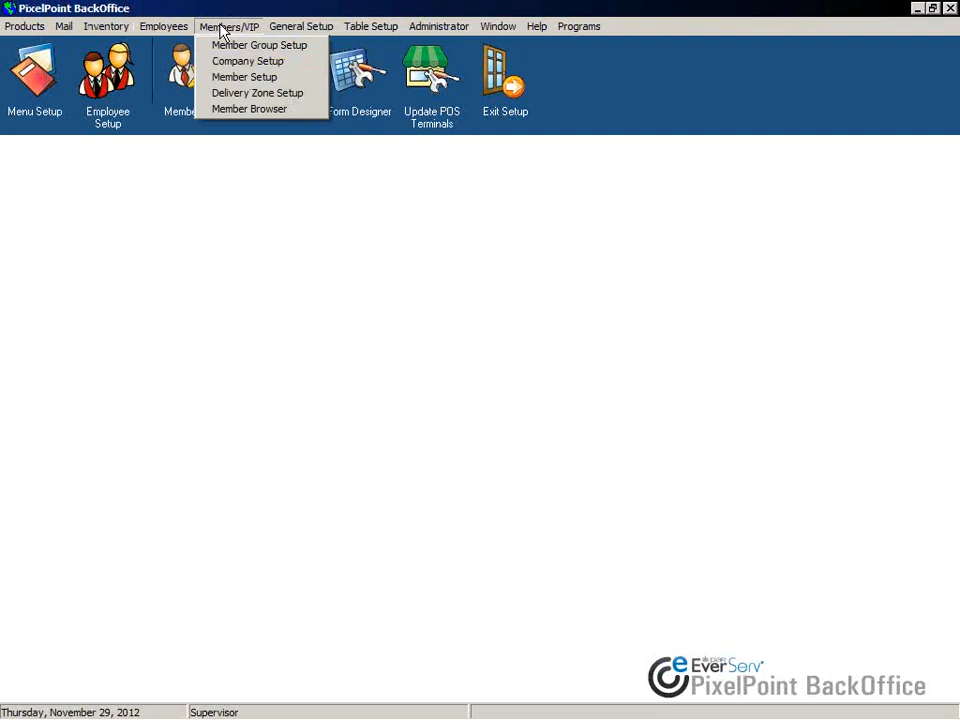 PixelPoint BackOffice
Products Mail Inventory Employees Members/VIP General Setup Table Setup Administrator Window Help Programs
Member Group Setup
Company Setup
Member Setup
Delivery Zone Setup
Member Browser
Menu Setup
Employee
Setup
Form Designer
Update POS
Terminals
Exit Setup
EverServ
PixelPoint BackOffice
Thursday, November 29, 2012 Supervisor